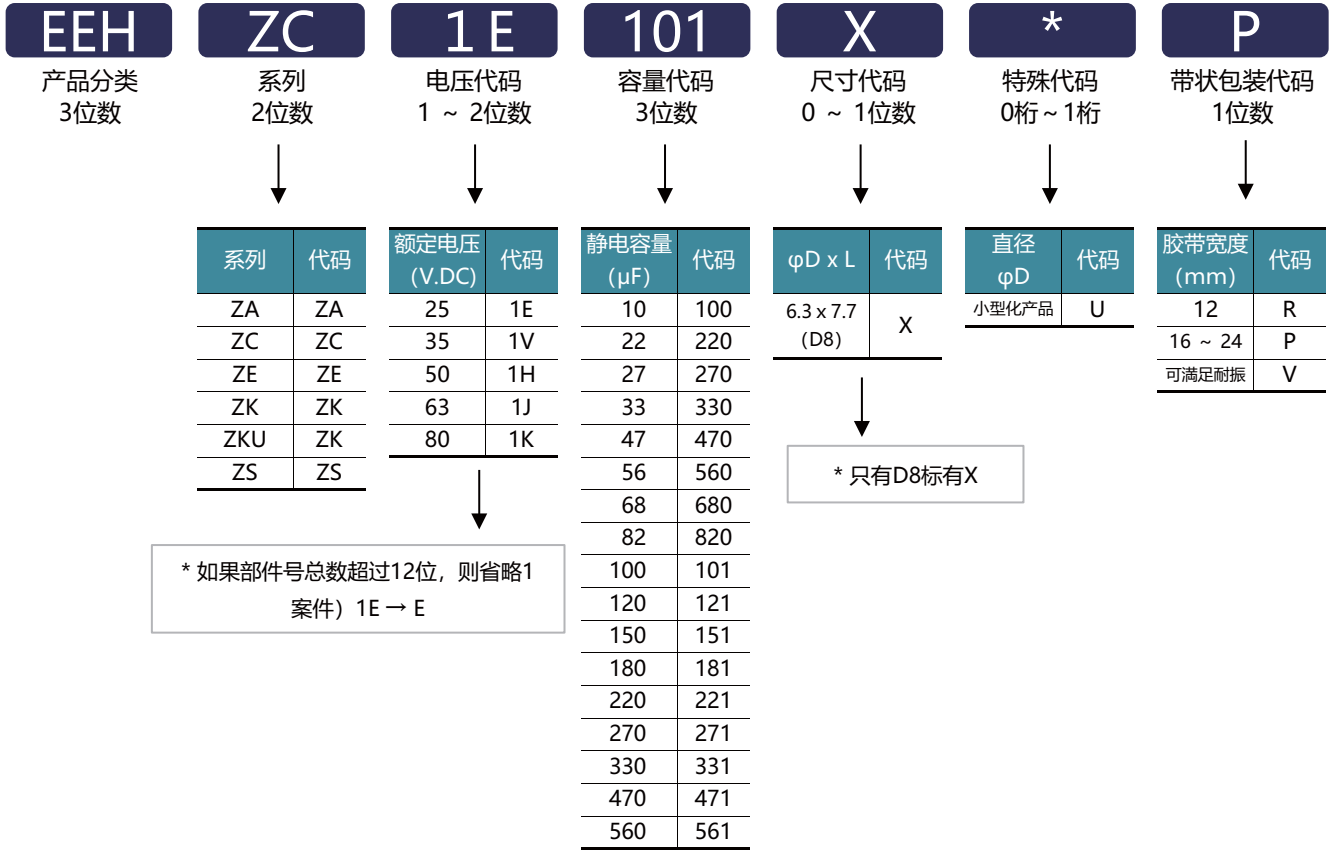 EEH ZC 1E 101 X * P
产品分类 系列 电压代码 容量代码 尺寸代码 特殊代码 带状包装代码
3位数 2位数 1 ~ 2位数 3位数 0 ~ 1位数 0桁~1桁 1位数
系列 代码
ZA ZA
ZC ZC
ZE ZE
ZK ZK
ZKU ZK
ZS ZS
额定电压
(V.DC) 代码
25 1E
35 1V
50 1H
63 1J
80 1K
* 如果部件号总数超过12位，则省略1
案件）1E → E
静电容量
(μF) 代码
10 100
22 220
27 270
33 330
47 470
56 560
68 680
82 820
100 101
120 121
150 151
180 181
220 221
270 271
330 331
470 471
560 561
φD x L 代码
6.3 x 7.7
(D8) X
* 只有D8标有X
直径
φD 代码
小型化产品 U
胶带宽度
(mm) 代码
12 R
16 ~ 24 P
可满足耐振 V